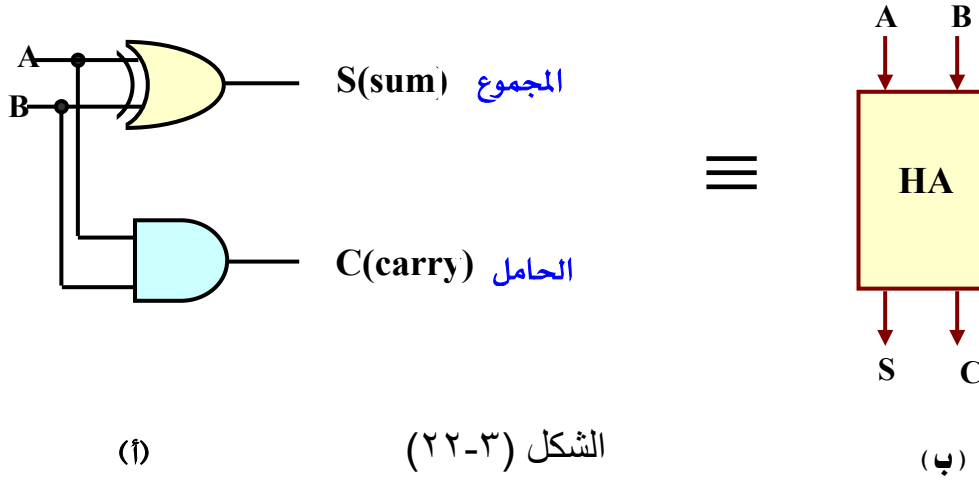 A
B
S(sum) المجموع
C(carry) الحامل
A B
HA
S C
(أ)
الشكل (٣-٢٢)
(ب)